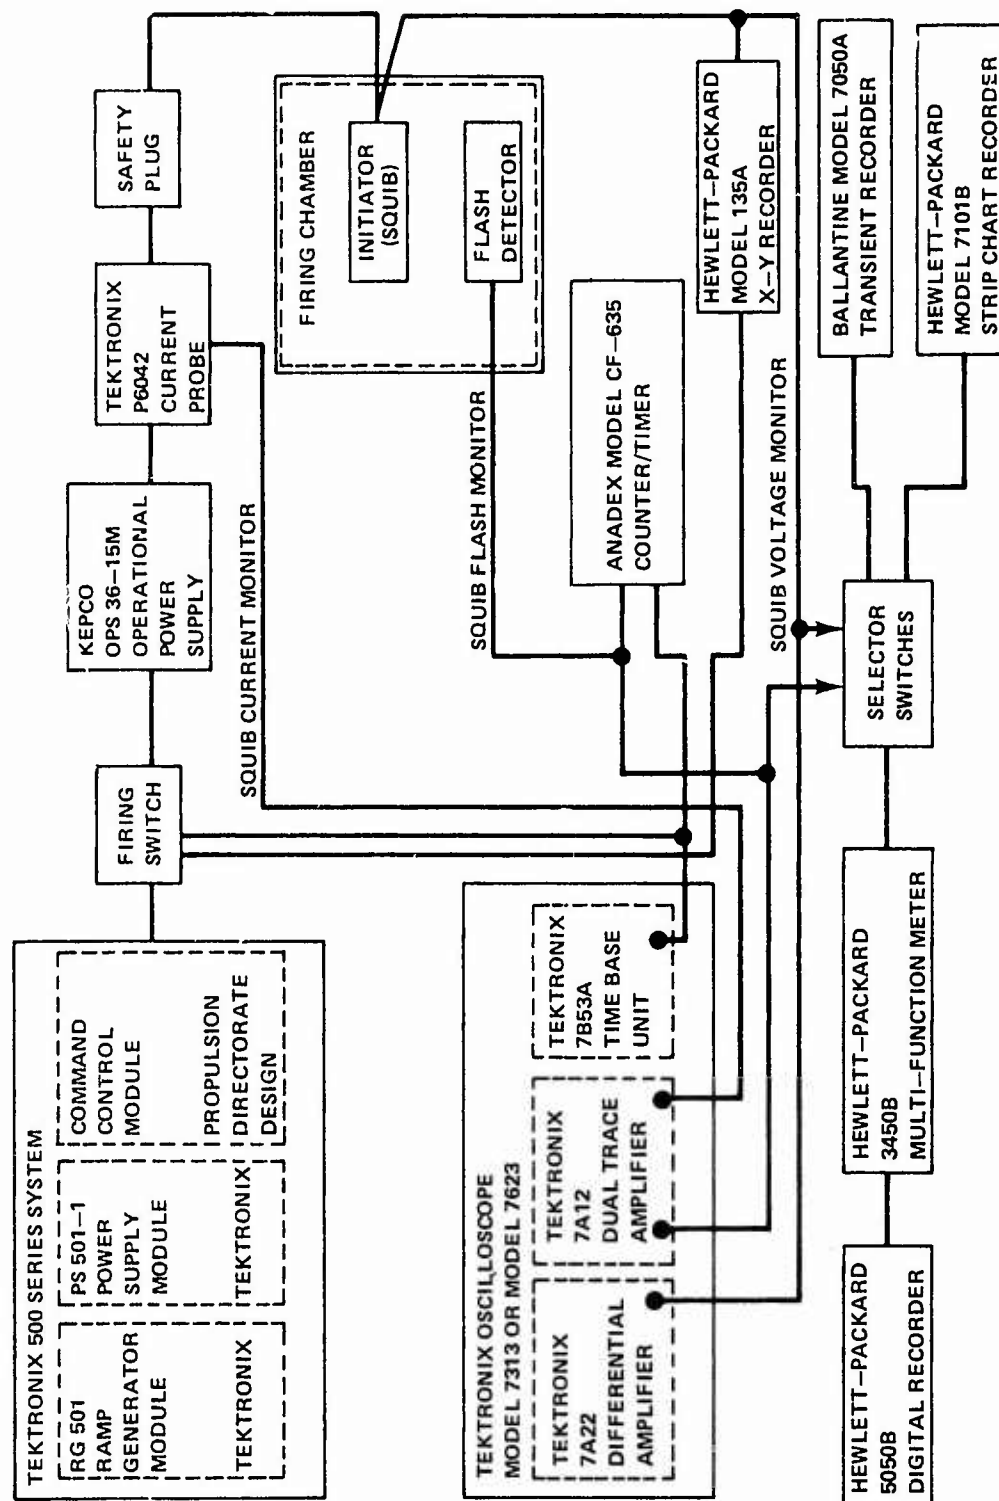 TEKTRONIX 500 SERIES SYSTEM
RG 501
RAMP
GENERATOR
MODULE
TEKTRONIX
PS 501-1
POWER
SUPPLY
MODULE
TEKTRONIX
COMMAND
CONTROL
MODULE
PROPULSION
DIRECTORATE
DESIGN
FIRING
SWITCH
KEPCO
OPS 36-15M
OPERATIONAL
POWER
SUPPLY
TEKTRONIX
P6042
CURRENT
PROBE
SAFETY
PLUG
SQUIB CURRENT MONITOR
FIRING CHAMBER
INITIATOR
(SQUIB)
FLASH
DETECTOR
SQUIB FLASH MONITOR
TEKTRONIX OSCILLOSCOPE
MODEL 7313 OR MODEL 7623
TEKTRONIX
7A22
DIFFERENTIAL
AMPLIFIER
TEKTRONIX
7A12
DUAL TRACE
AMPLIFIER
TEKTRONIX
7B53A
TIME BASE
UNIT
ANADEX MODEL CF-635
COUNTER/TIMER
HEWLETT-PACKARD
MODEL 135A
X-Y RECORDER
SQUIB VOLTAGE MONITOR
HEWLETT-PACKARD
5050B
DIGITAL RECORDER
HEWLETT-PACKARD
3450B
MULTI-FUNCTION METER
SELECTOR
SWITCHES
BALLANTINE MODEL 7050A
TRANSIENT RECORDER
HEWLETT-PACKARD
MODEL 7101B
STRIP CHART RECORDER